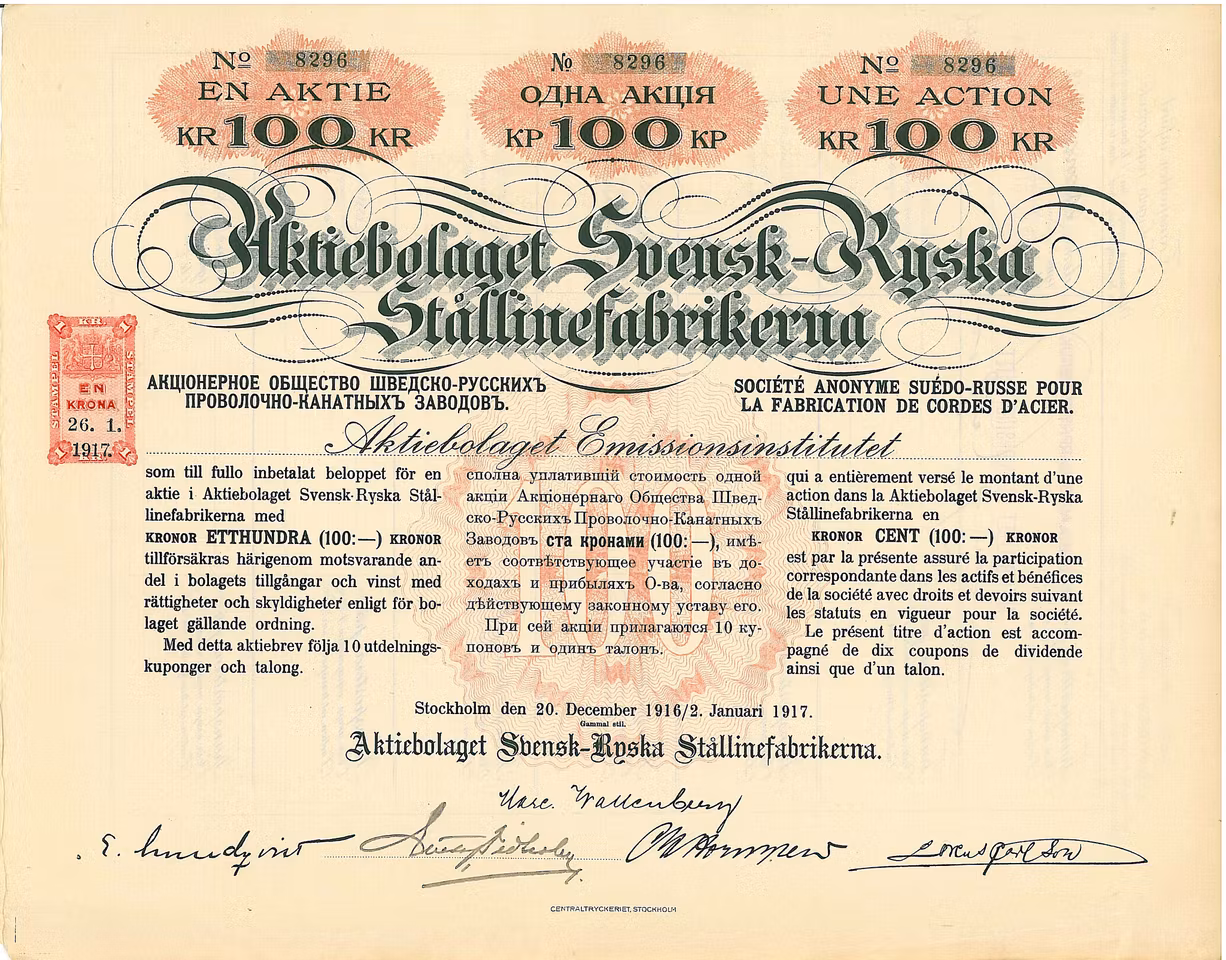 No 8296
EN AKTIE
KR 100 KR
№ 8296
ОДНА АКЦІЯ
КР 100 КР
No 8296
UNE ACTION
KR 100 KR
Aktiebolaget Svensk-Ryska
Stållinefabrikerna
KR
1 1
STÄMPEL STÄMPEL
EN
KRONA
26. 1.
1917.
1 1
АКЦІОНЕРНОЕ ОБЩЕСТВО ШВЕДСКО-РУССКИХЪ
ПРОВОЛОЧНО-КАНАТНЫХЪ ЗАВОДОВЪ.
SOCIÉTÉ ANONYME SUÉDO-RUSSE POUR
LA FABRICATION DE CORDES D'ACIER.
Aktiebolaget Emissionsinstitutet
som till fullo inbetalat beloppet för en
aktie i Aktiebolaget Svensk-Ryska Stål-
linefabrikerna med
KRONOR ETTHUNDRA (100:—) KRONOR
tillförsäkras härigenom motsvarande an-
del i bolagets tillgångar och vinst med
rättigheter och skyldigheter enligt för bo-
laget gällande ordning.
Med detta aktiebrev följa 10 utdelnings-
kuponger och talong.
сполна уплатившій стоимость одной
акціи Акціонернаго Общества Швед-
ско-Русскихъ Проволочно-Канатныхъ
Заводовъ ста кронами (100:—), имѣ-
етъ соотвѣтствующее участіе въ до-
ходахъ и прибыляхъ О-ва, согласно
дѣйствующему законному уставу его.
При сей акціи прилагаются 10 ку-
поновъ и одинъ талонъ.
qui a entièrement versé le montant d'une
action dans la Aktiebolaget Svensk-Ryska
Stållinefabrikerna en
KRONOR CENT (100:—) KRONOR
est par la présente assuré la participation
correspondante dans les actifs et bénéfices
de la société avec droits et devoirs suivant
les statuts en vigueur pour la société.
Le présent titre d'action est accom-
pagné de dix coupons de dividende
ainsi que d'un talon.
100
Stockholm den 20. December 1916/2. Januari 1917.
Gammal stil.
Aktiebolaget Svensk-Ryska Stållinefabrikerna.
Marc. Wallenberg
E. Lundqvist
CENTRALTRYCKERIET, STOCKHOLM